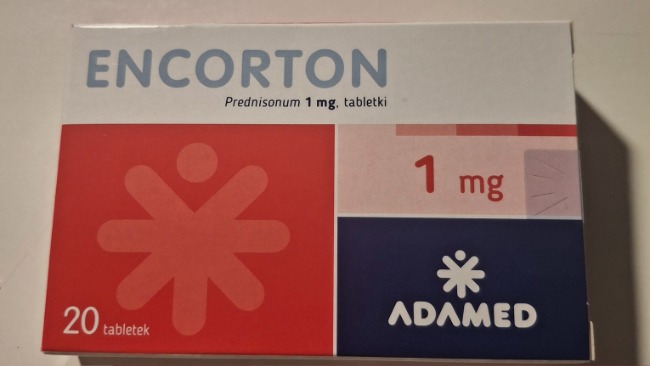 ENCORTON
Prednisonum 1 mg, tabletki
1 mg
20 tabletek
ADAMED